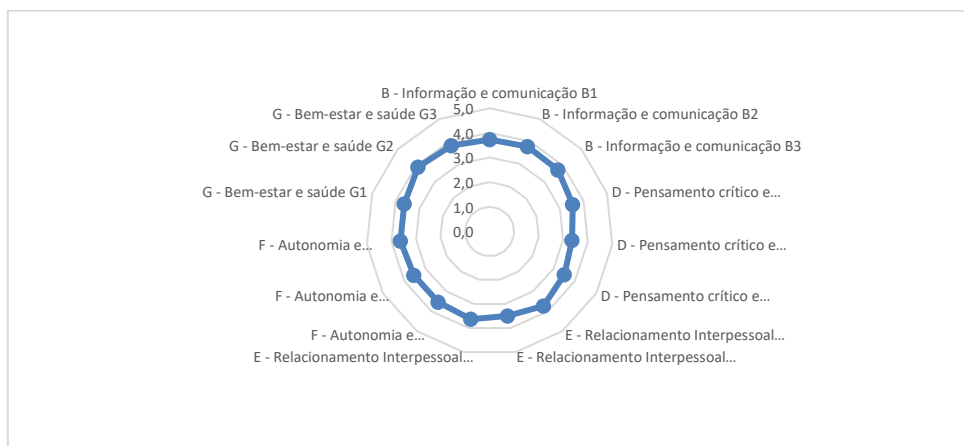 B - Informação e comunicação B1
B - Informação e comunicação B2
B - Informação e comunicação B3
D - Pensamento crítico e...
D - Pensamento crítico e...
D - Pensamento crítico e...
E - Relacionamento Interpessoal...
E - Relacionamento Interpessoal...
E - Relacionamento Interpessoal...
F - Autonomia e...
F - Autonomia e...
F - Autonomia e...
G - Bem-estar e saúde G1
G - Bem-estar e saúde G2
G - Bem-estar e saúde G3
5,0
4,0
3,0
2,0
1,0
0,0